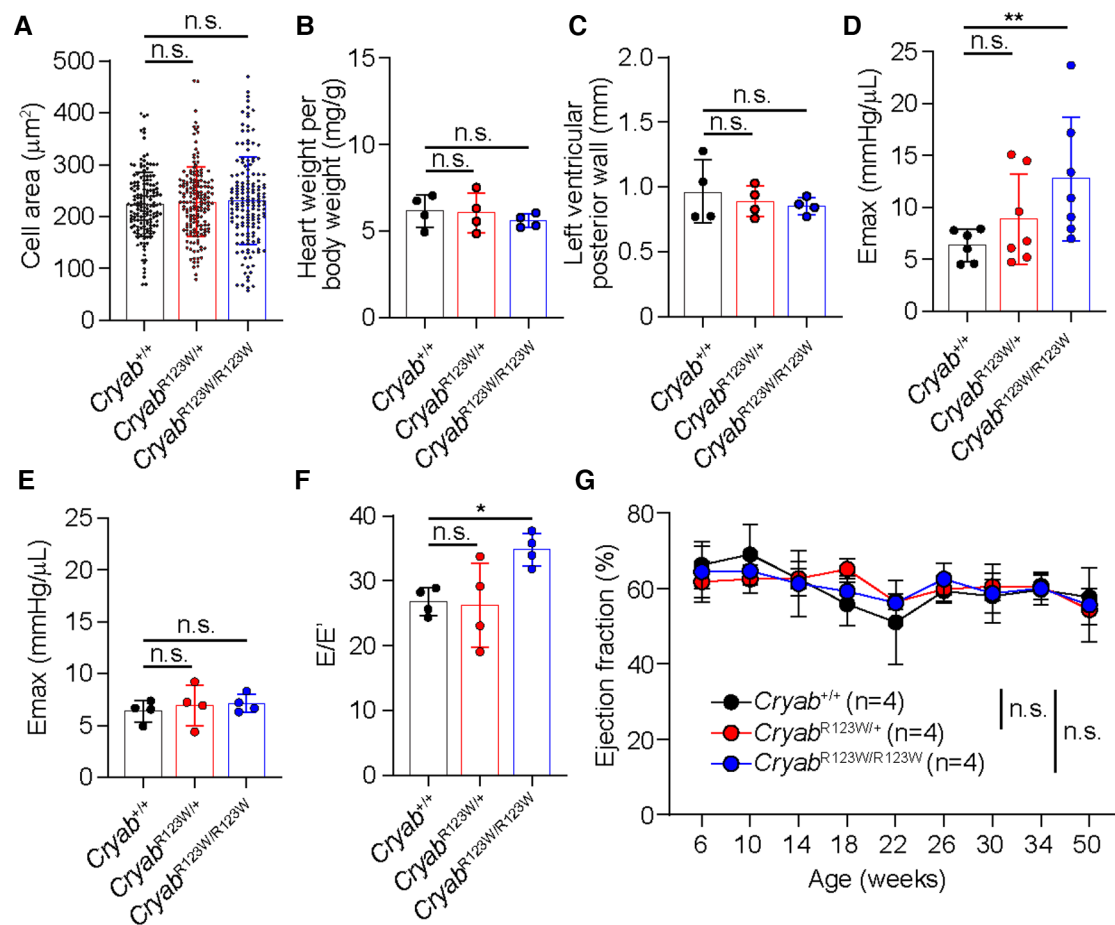 A
n.s.
n.s.
Cell area (μm²)
500
400
300
200
100
0
Cryab+/+
CryabR123W/+
CryabR123W/R123W
B
n.s.
n.s.
Heart weight per
body weight (mg/g)
15
10
5
0
Cryab+/+
CryabR123W/+
CryabR123W/R123W
C
n.s.
n.s.
Left ventricular
posterior wall (mm)
2.0
1.5
1.0
0.5
0.0
Cryab+/+
CryabR123W/+
CryabR123W/R123W
D
**
n.s.
Emax (mmHg/μL)
25
20
15
10
5
0
Cryab+/+
CryabR123W/+
CryabR123W/R123W
E
n.s.
n.s.
Emax (mmHg/μL)
25
20
15
10
5
0
Cryab+/+
CryabR123W/+
CryabR123W/R123W
F
*
n.s.
E/E'
40
30
20
10
0
Cryab+/+
CryabR123W/+
CryabR123W/R123W
G
Ejection fraction (%)
80
60
40
20
0
Cryab+/+ (n=4)
CryabR123W/+ (n=4)
CryabR123W/R123W (n=4)
n.s.
n.s.
6 10 14 18 22 26 30 34 50
Age (weeks)